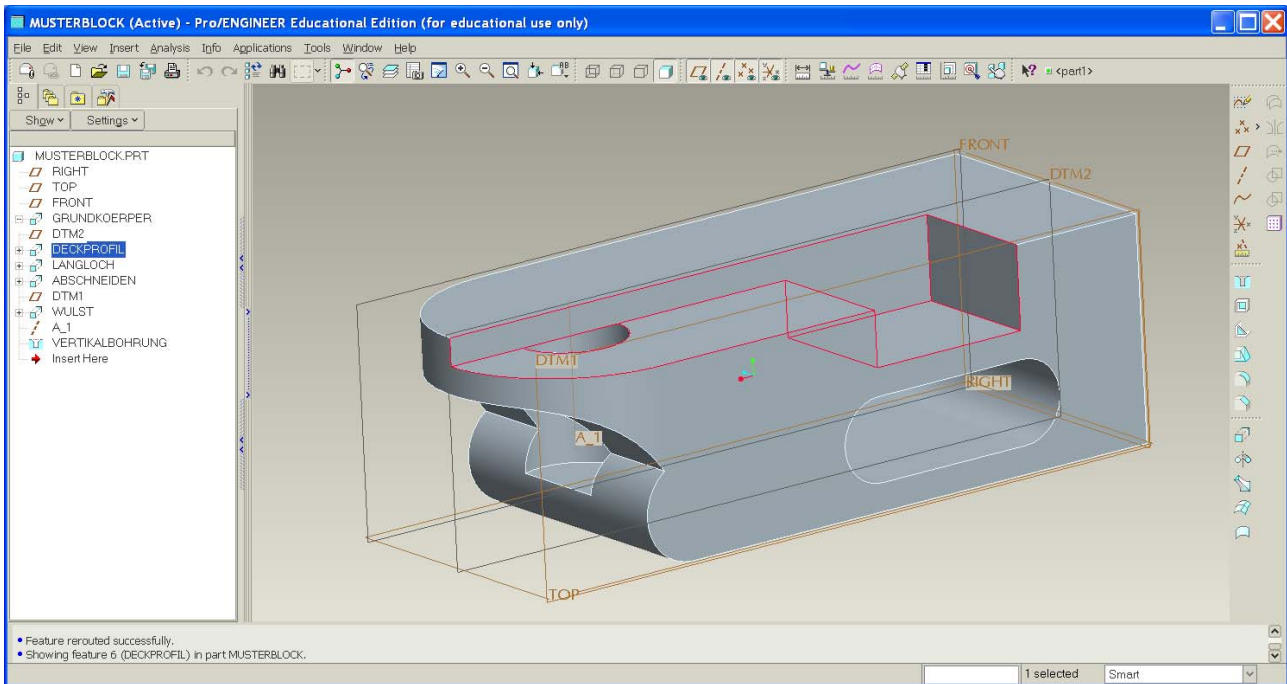 MUSTERBLOCK (Active) - Pro/ENGINEER Educational Edition (for educational use only)
File Edit View Insert Analysis Info Applications Tools Window Help
<part1>
Show Settings
MUSTERBLOCK.PRT
RIGHT
TOP
FRONT
GRUNDKOERPER
DTM2
DECKPROFIL
LANGLOCH
ABSCHNEIDEN
DTM1
WULST
A_1
VERTIKALBOHRUNG
Insert Here
FRONT
DTM2
DTM1
RIGHT
A_1
TOP
• Feature rerouted successfully.
• Showing feature 6 (DECKPROFIL) in part MUSTERBLOCK.
1 selected Smart